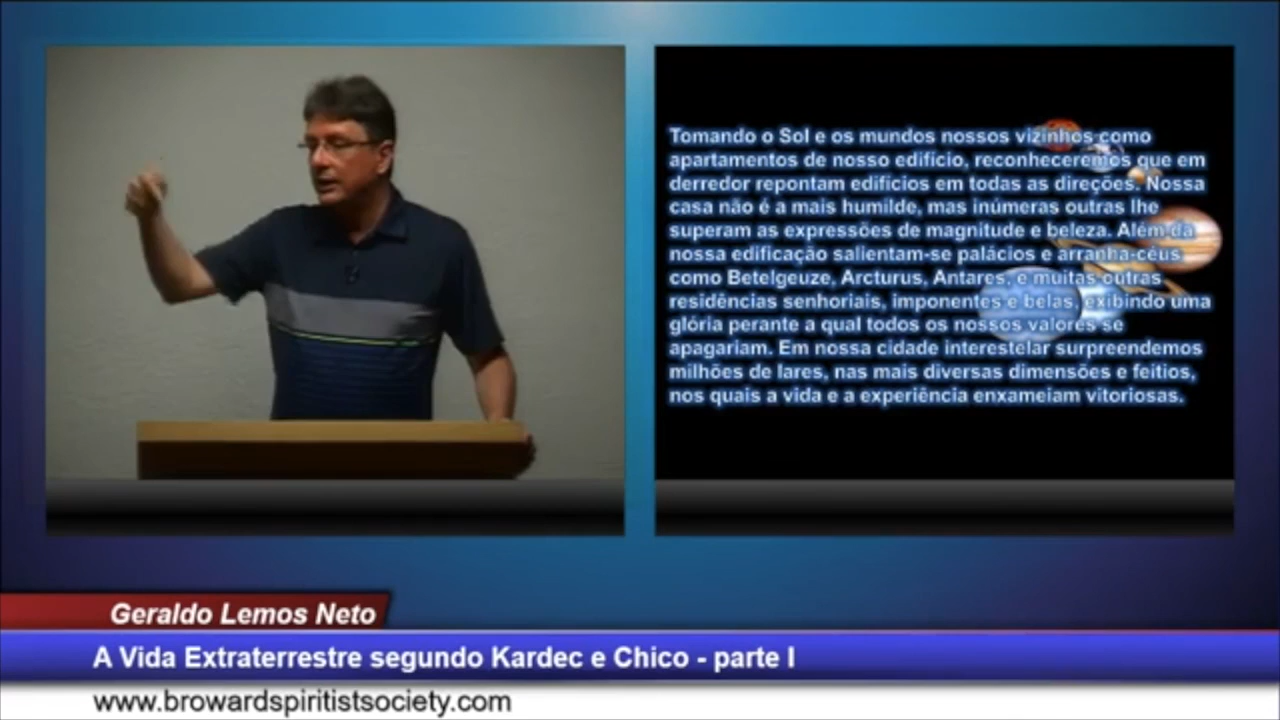 Tomando o Sol e os mundos nossos vizinhos como
apartamentos de nosso edifício, reconheceremos que em
derredor repontam edifícios em todas as direções. Nossa
casa não é a mais humilde, mas inúmeras outras lhe
superam as expressões de magnitude e beleza. Além da
nossa edificação salientam-se palácios e arranha-céus
como Betelgeuze, Arcturus, Antares, e muitas outras
residências senhoriais, imponentes e belas, exibindo uma
glória perante a qual todos os nossos valores se
apagariam. Em nossa cidade interestelar surpreendemos
milhões de lares, nas mais diversas dimensões e feitios,
nos quais a vida e a experiência enxameiam vitoriosas.
Geraldo Lemos Neto
A Vida Extraterrestre segundo Kardec e Chico - parte I
www.browardspiritistsociety.com